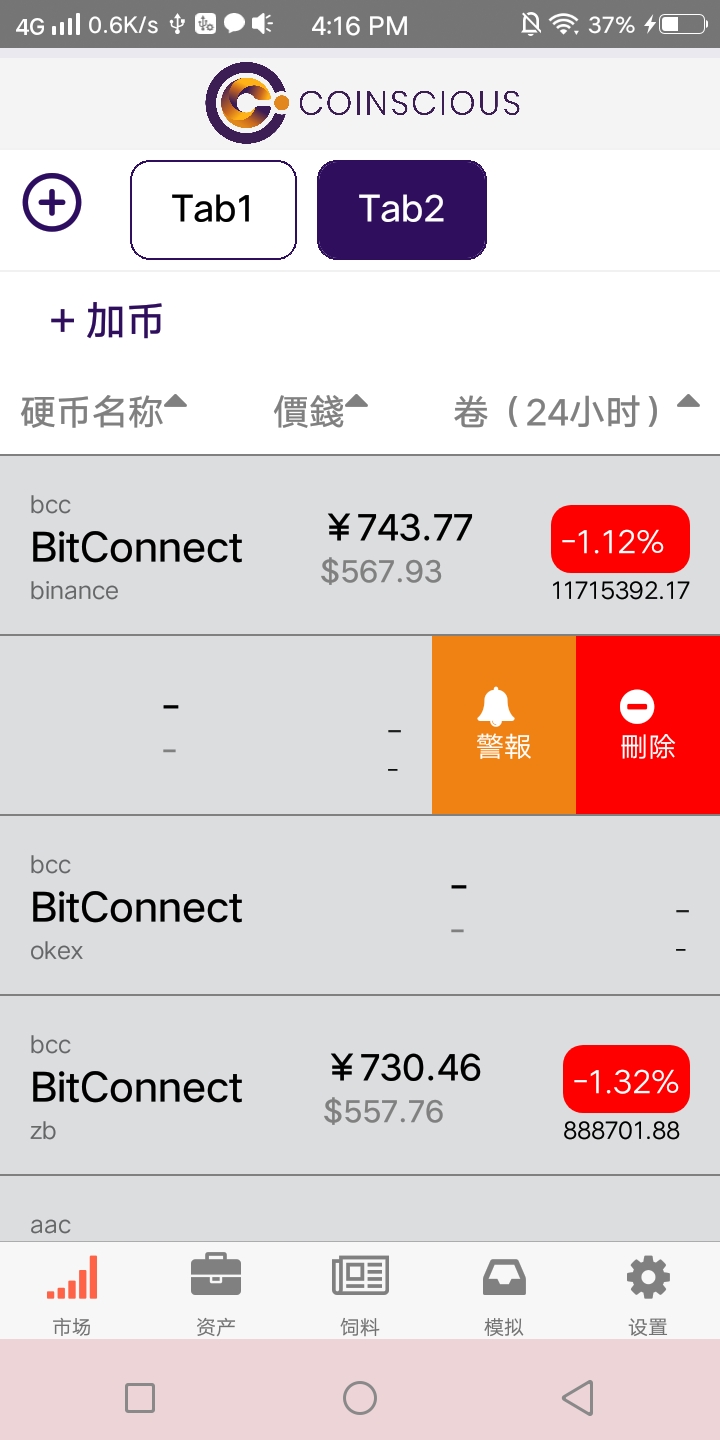 4G 0.6K/s 4:16 PM 37%
COINSCIOUS
Tab1 Tab2
+ 加币
硬币名称 價錢 卷（24小时）
bcc
BitConnect
binance
¥743.77
$567.93
-1.12%
11715392.17
-
-
-
-
警報 刪除
bcc
BitConnect
okex
-
-
-
-
bcc
BitConnect
zb
¥730.46
$557.76
-1.32%
888701.88
aac
市场 资产 饲料 模拟 设置